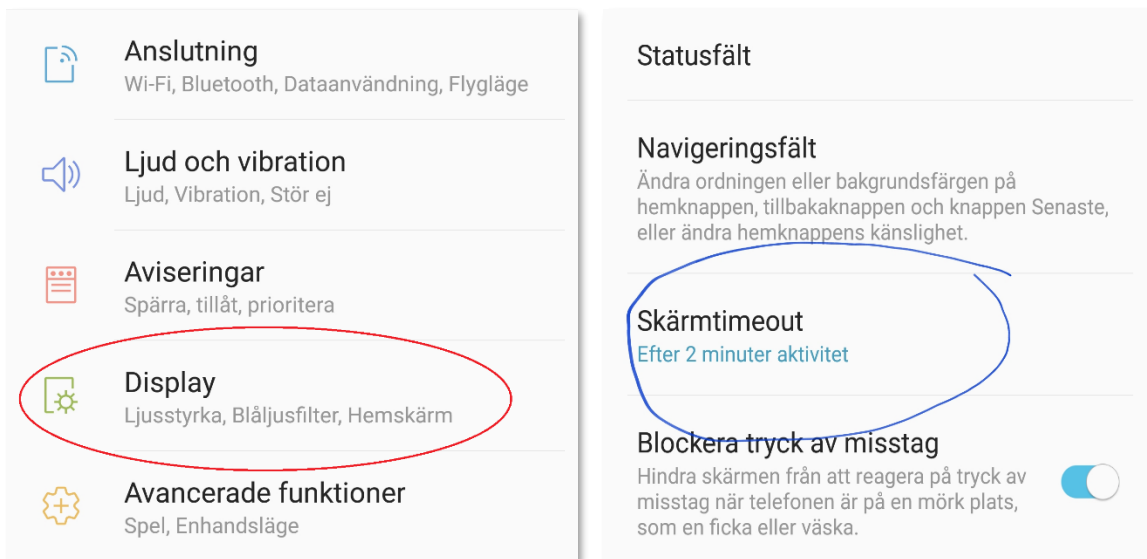 Anslutning
Wi-Fi, Bluetooth, Dataanvändning, Flygläge
Ljud och vibration
Ljud, Vibration, Stör ej
Aviseringar
Spärra, tillåt, prioritera
Display
Ljusstyrka, Blåljusfilter, Hemskärm
Avancerade funktioner
Spel, Enhandsläge
Statusfält
Navigeringsfält
Ändra ordningen eller bakgrundsfärgen på
hemknappen, tillbakaknappen och knappen Senaste,
eller ändra hemknappens känslighet.
Skärmtimeout
Efter 2 minuter aktivitet
Blockera tryck av misstag
Hindra skärmen från att reagera på tryck av
misstag när telefonen är på en mörk plats,
som en ficka eller väska.